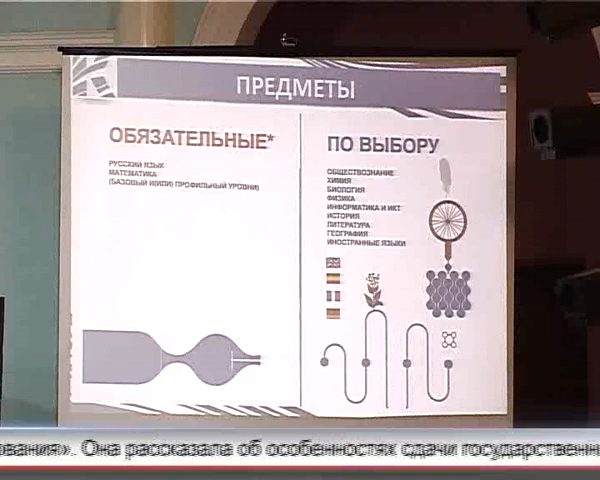 ПРЕДМЕТЫ
ОБЯЗАТЕЛЬНЫЕ*
РУССКИЙ ЯЗЫК
МАТЕМАТИКА
(БАЗОВЫЙ И(ИЛИ) ПРОФИЛЬНЫЙ УРОВНИ)
ПО ВЫБОРУ
ОБЩЕСТВОЗНАНИЕ
ХИМИЯ
БИОЛОГИЯ
ФИЗИКА
ИНФОРМАТИКА И ИКТ
ИСТОРИЯ
ЛИТЕРАТУРА
ГЕОГРАФИЯ
ИНОСТРАННЫЕ ЯЗЫКИ
ования». Она рассказала об особенностях сдачи государственн